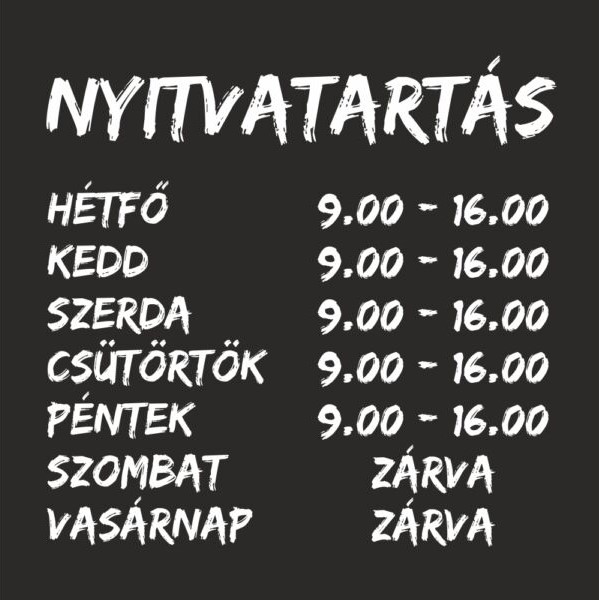 NYITVATARTÁS
HÉTFŐ 9.00 - 16.00
KEDD 9.00 - 16.00
SZERDA 9.00 - 16.00
CSÜTÖRTÖK 9.00 - 16.00
PÉNTEK 9.00 - 16.00
SZOMBAT ZÁRVA
VASÁRNAP ZÁRVA